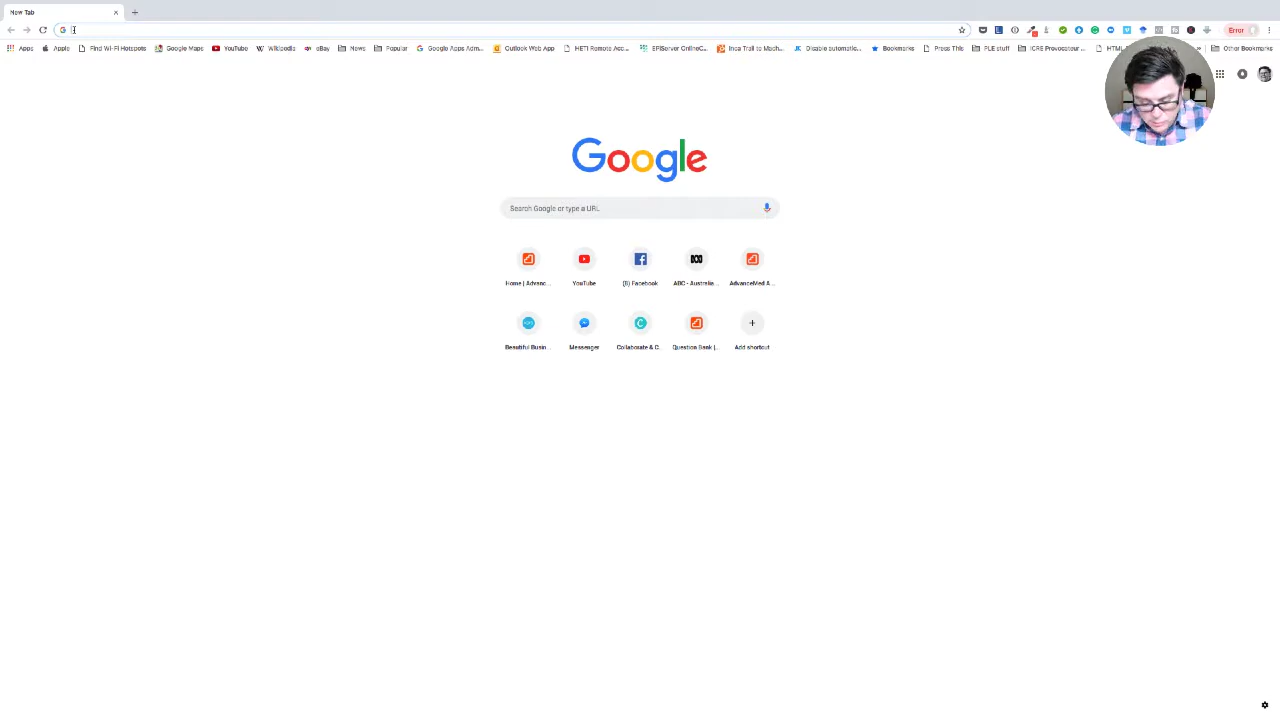 New Tab
Error
Apps Apple Find Wi-Fi Hotspots Google Maps YouTube Wikipedia eBay News Popular Google Apps Adm... Outlook Web App HETI Remote Acc... EPiServer OnlineC... Inca Trail to Mach... Disable automatic... Bookmarks Press This PLE stuff ICRE Provocateur ... HTML » Other Bookmarks
Google
Search Google or type a URL
Home | Advanc... YouTube (8) Facebook ABC - Australia... AdvanceMed A...
Beautiful Busin... Messenger Collaborate & C... Question Bank |... Add shortcut